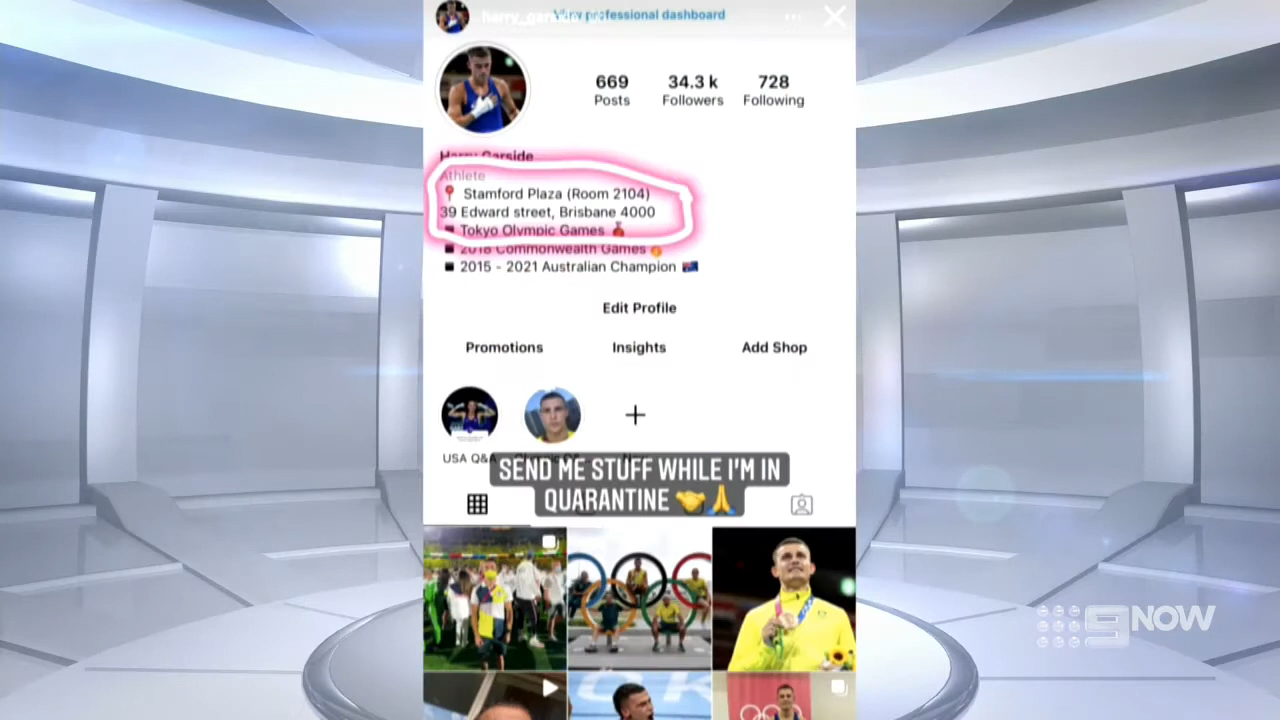 View professional dashboard
harry_garside
669
34.3 k
728
Posts
Followers
Following
Harry Garside
Athlete
Stamford Plaza (Room 2104)
39 Edward street, Brisbane 4000
Tokyo Olympic Games
2018 Commonwealth Games
2015 - 2021 Australian Champion
Edit Profile
Promotions
Insights
Add Shop
USA Q&A
SEND ME STUFF WHILE I'M IN
QUARANTINE
9NOW